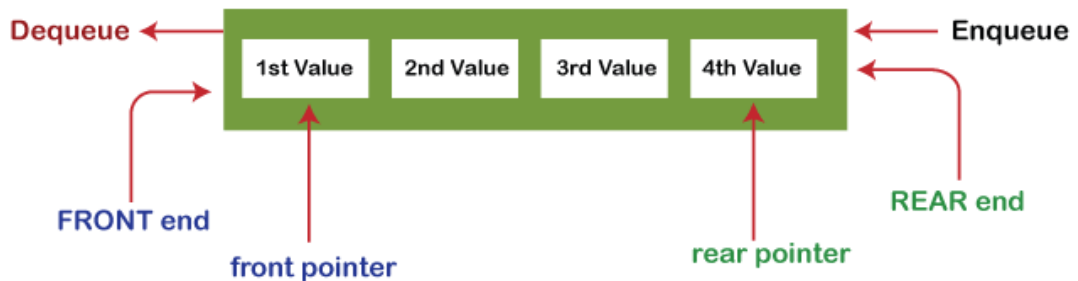 Dequeue
Enqueue
1st Value
2nd Value
3rd Value
4th Value
FRONT end
REAR end
front pointer
rear pointer